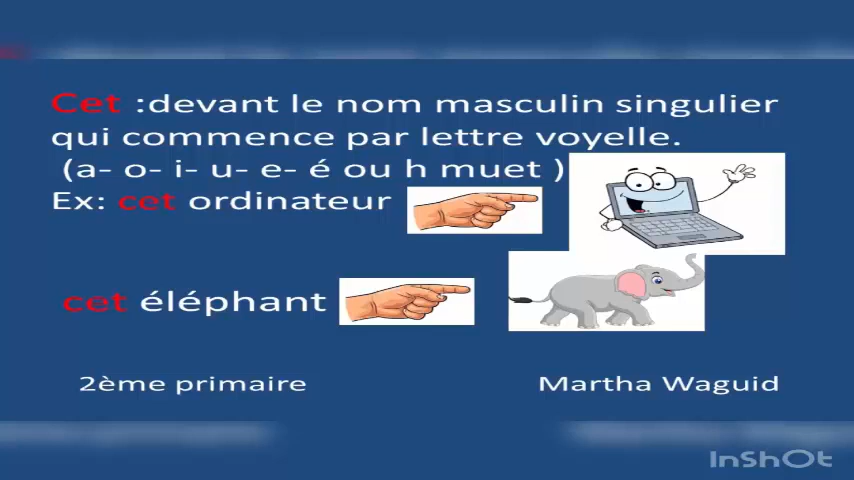 Cet :devant le nom masculin singulier
qui commence par lettre voyelle.
(a- o- i- u- e- é ou h muet )
Ex: cet ordinateur
cet éléphant
2ème primaire
Martha Waguid
InShOt